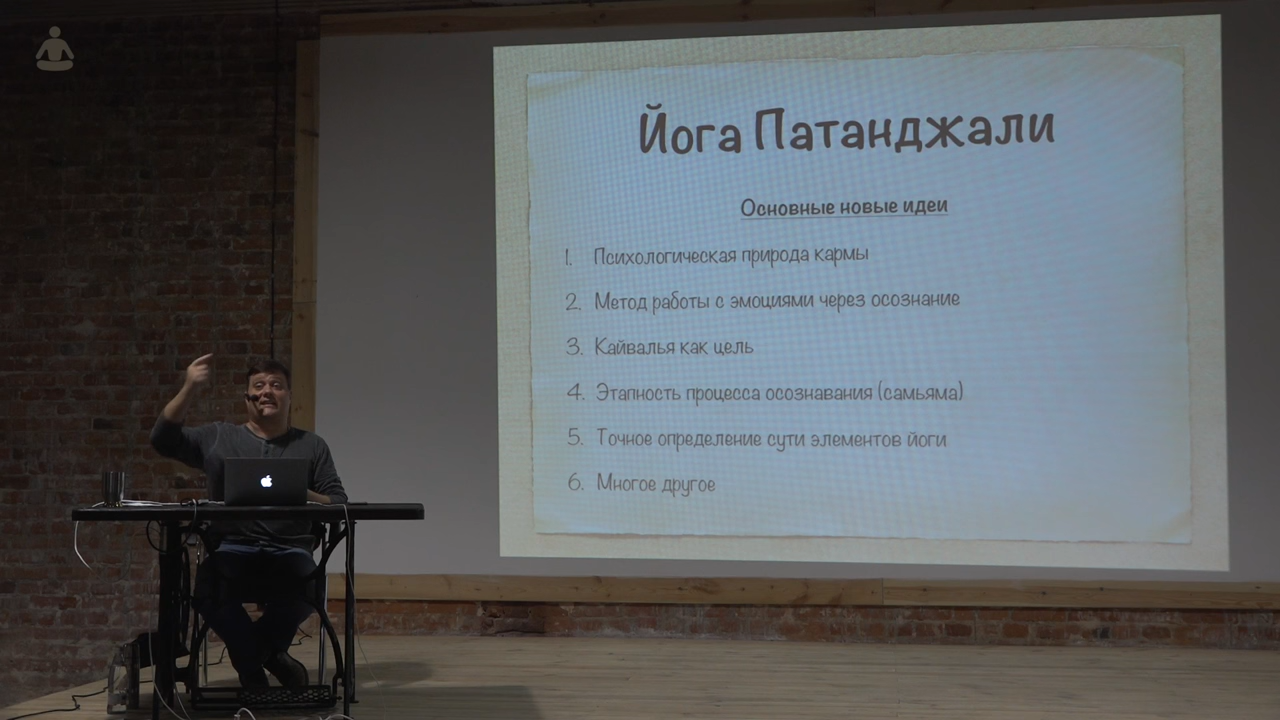 Йога Патанджали
Основные новые идеи
1. Психологическая природа кармы
2. Метод работы с эмоциями через осознание
3. Кайвалья как цель
4. Этапность процесса осознавания (самьяма)
5. Точное определение сути элементов йоги
6. Многое другое